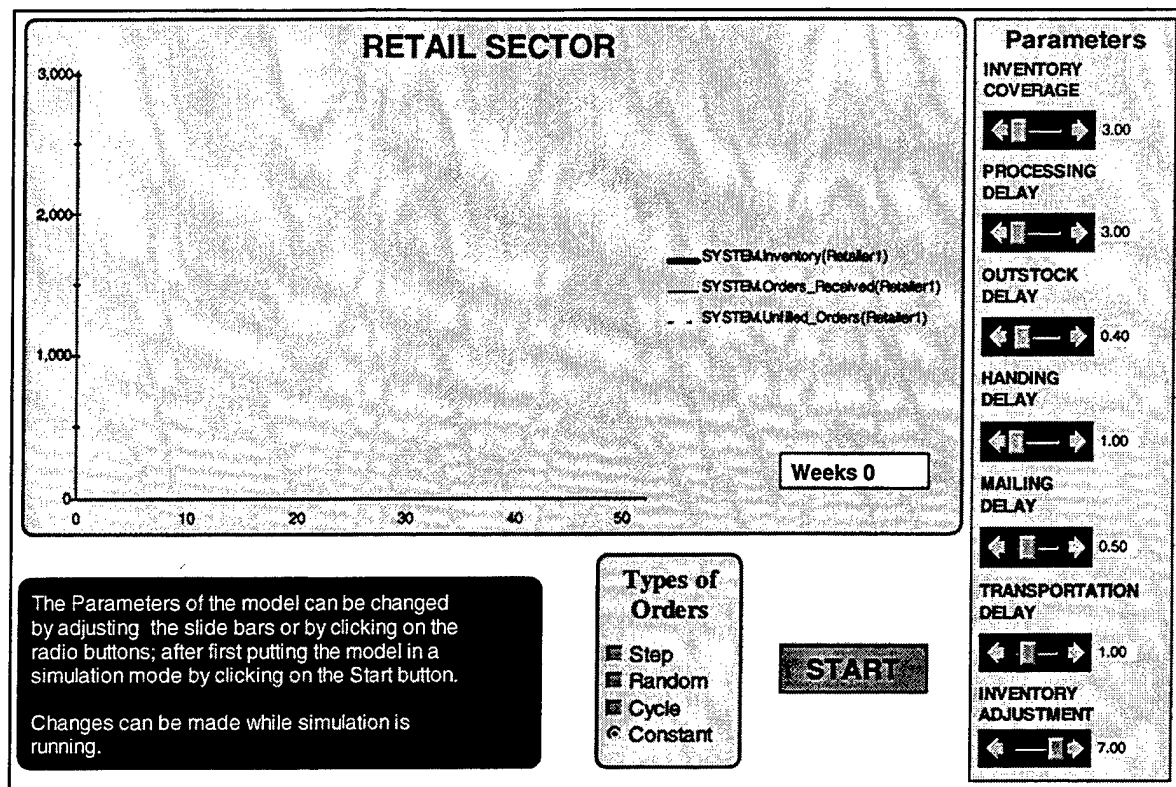 RETAIL SECTOR
3,000
2,000
1,000
0
0
10
20
30
40
50
SYSTEM.Inventory(Retailer1)
SYSTEM.Orders_Received(Retailer1)
SYSTEM.Unfilled_Orders(Retailer1)
Weeks 0
Parameters
INVENTORY
COVERAGE
3.00
PROCESSING
DELAY
3.00
OUTSTOCK
DELAY
0.40
HANDING
DELAY
1.00
MAILING
DELAY
0.50
TRANSPORTATION
DELAY
1.00
INVENTORY
ADJUSTMENT
7.00
The Parameters of the model can be changed
by adjusting the slide bars or by clicking on the
radio buttons; after first putting the model in a
simulation mode by clicking on the Start button.
Changes can be made while simulation is
running.
Types of
Orders
Step
Random
Cycle
Constant
START